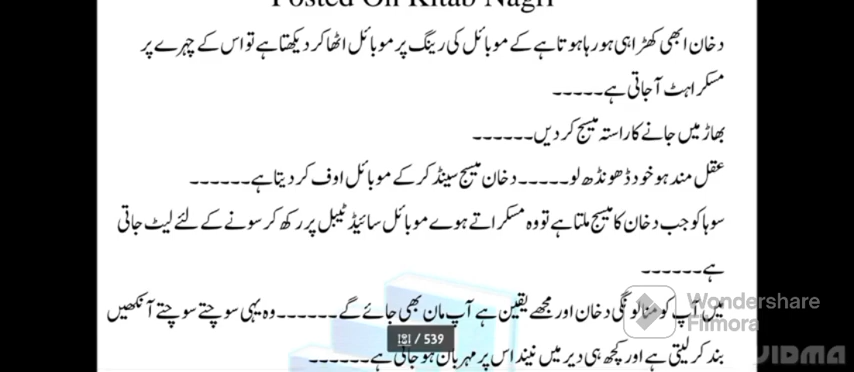 Posted On Kitab Nagri
دخان ابھی کھڑا ہی ہو رہا ہوتا ہے کے موبائل کی رینگ پر موبائل اٹھا کر دیکھتا ہے تو اس کے چہرے پر
مسکراہٹ آجاتی ہے-----
بھاڑ میں جانے کا راستہ میسج کر دیں------
عقل مند ہو خود ڈھونڈھ لو-----دخان میسج سینڈ کر کے موبائل اوف کر دیتا ہے------
سوہا کو جب دخان کا میسج ملتا ہے تو وہ مسکراتے ہوے موبائل سائیڈ ٹیبل پر رکھ کر سونے کے لئے لیٹ جاتی
ہے------
میں آپ کو منالونگی دخان اور مجھے یقین ہے آپ مان بھی جائے گے------وہ یہی سوچتے سوچتے آنکھیں
بند کر لیتی ہے اور کچھ ہی دیر میں نیند اس پر مہربان ہو جاتی ہے------
/ 539
Wondershare
Filmora
VIDMA